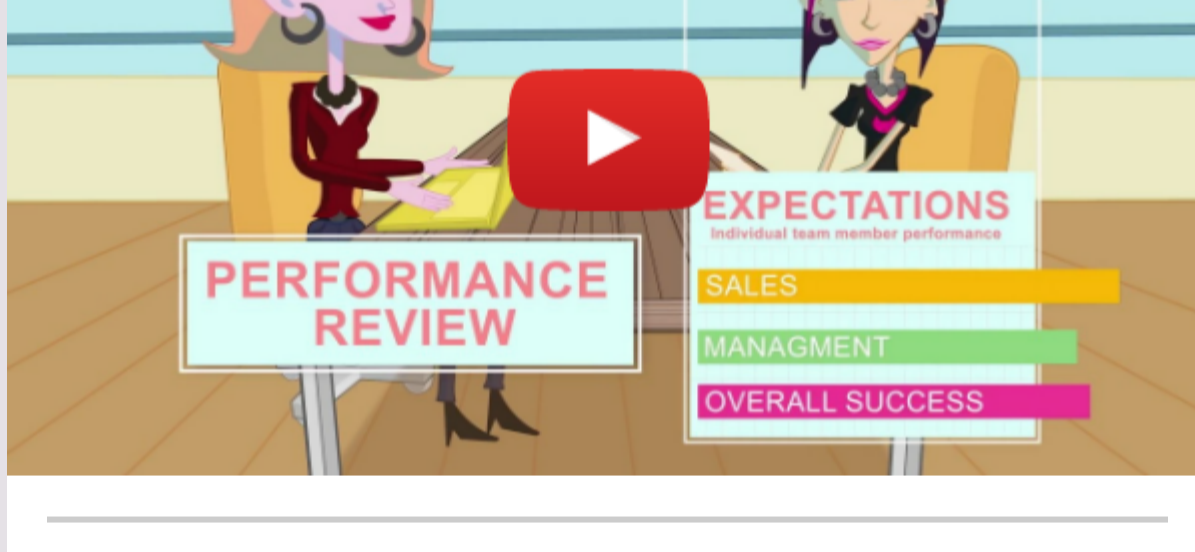 PERFORMANCE
REVIEW
EXPECTATIONS
Individual team member performance
SALES
MANAGMENT
OVERALL SUCCESS